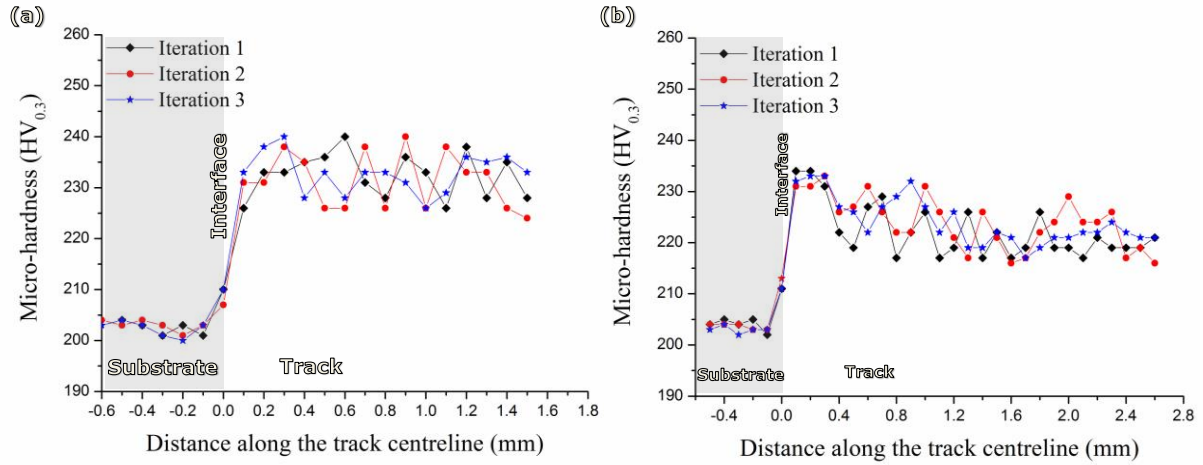 (a)
260
250
240
230
220
210
200
190
Micro-hardness (HV0.3)
Iteration 1
Iteration 2
Iteration 3
Interface
Substrate
Track
-0.6 -0.4 -0.2 0.0 0.2 0.4 0.6 0.8 1.0 1.2 1.4 1.6 1.8
Distance along the track centreline (mm)
(b)
260
250
240
230
220
210
200
190
Micro-hardness (HV0.3)
Iteration 1
Iteration 2
Iteration 3
Interface
Substrate
Track
-0.4 0.0 0.4 0.8 1.2 1.6 2.0 2.4 2.8
Distance along the track centreline (mm)